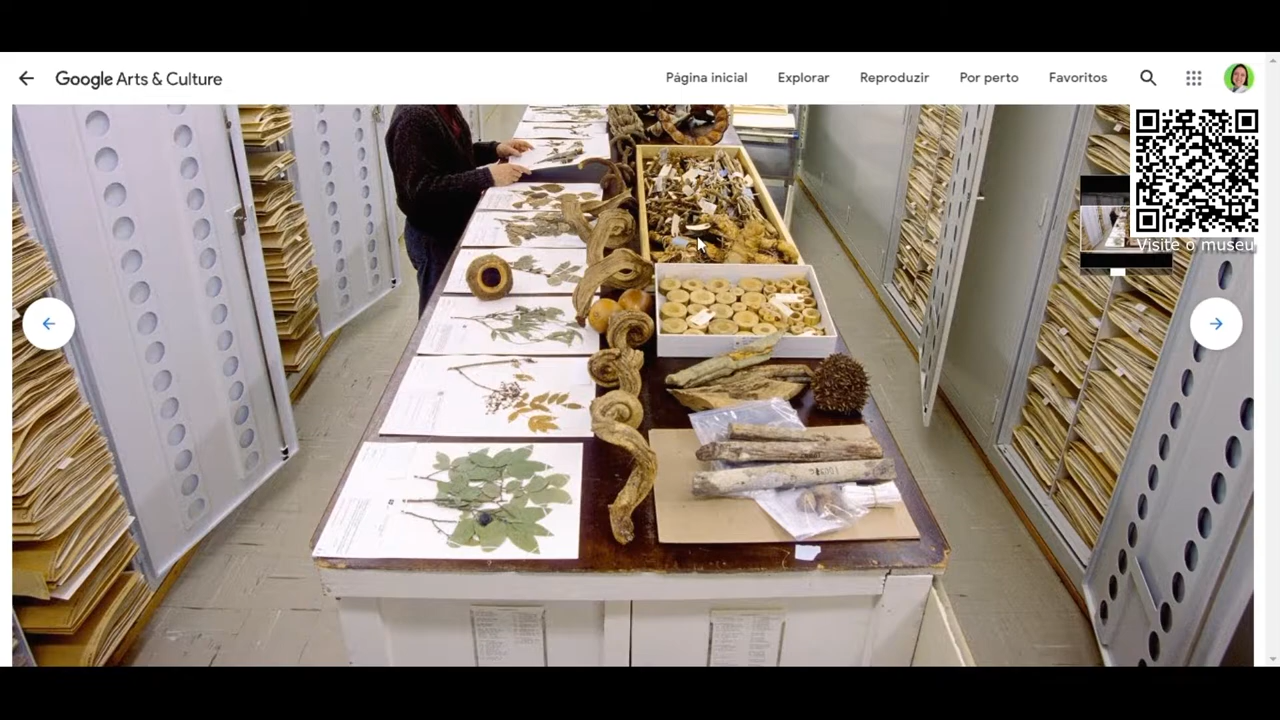 Google Arts & Culture
Página inicial
Explorar
Reproduzir
Por perto
Favoritos
Visite o museu